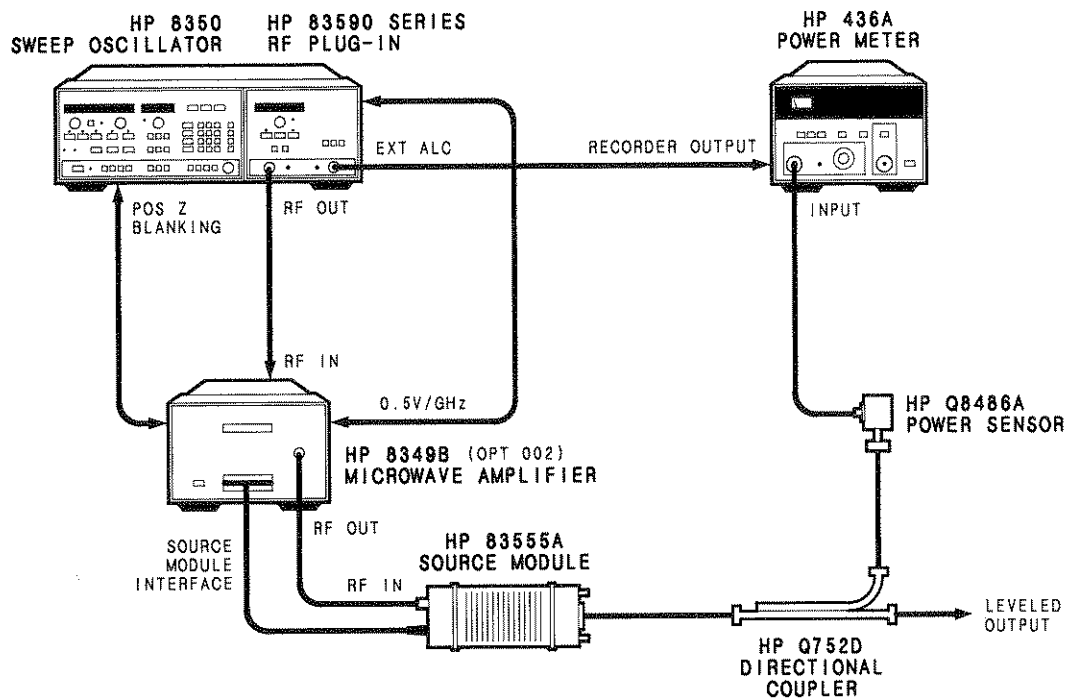 HP 8350
SWEEP OSCILLATOR
HP 83590 SERIES
RF PLUG-IN
HP 436A
POWER METER
EXT ALC
RECORDER OUTPUT
POS Z
BLANKING
RF OUT
INPUT
RF IN
0.5V/GHz
HP Q8486A
POWER SENSOR
HP 8349B (OPT 002)
MICROWAVE AMPLIFIER
RF OUT
SOURCE
MODULE
INTERFACE
HP 83555A
SOURCE MODULE
RF IN
LEVELED
OUTPUT
HP Q752D
DIRECTIONAL
COUPLER